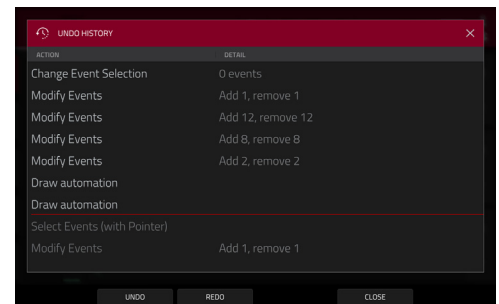 UNDO HISTORY
ACTION DETAIL
Change Event Selection 0 events
Modify Events Add 1, remove 1
Modify Events Add 12, remove 12
Modify Events Add 8, remove 8
Modify Events Add 2, remove 2
Draw automation
Draw automation
Select Events (with Pointer)
Modify Events Add 1, remove 1
UNDO REDO CLOSE